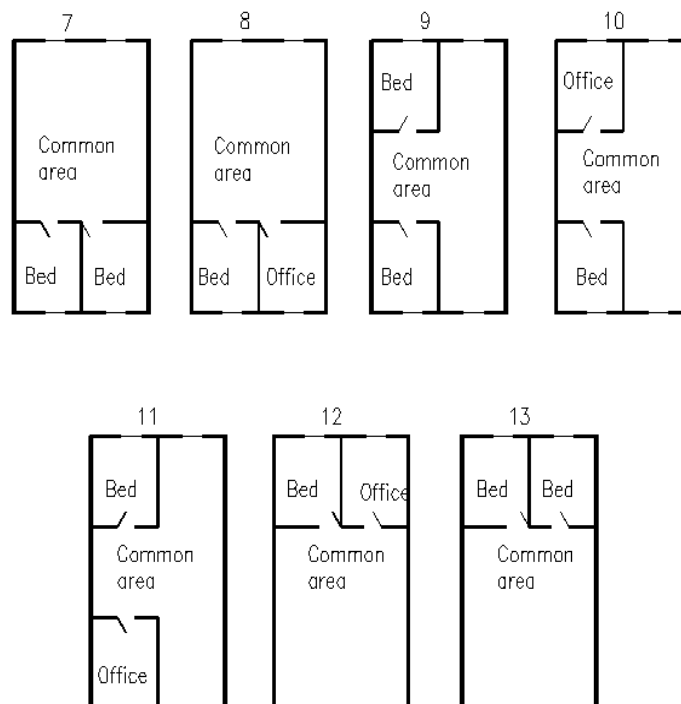 7
8
9
10
Common
area
Bed
Bed
Common
area
Bed
Office
Bed
Common
area
Bed
Office
Common
area
Bed
11
12
13
Bed
Common
area
Office
Bed
Office
Common
area
Bed
Bed
Common
area